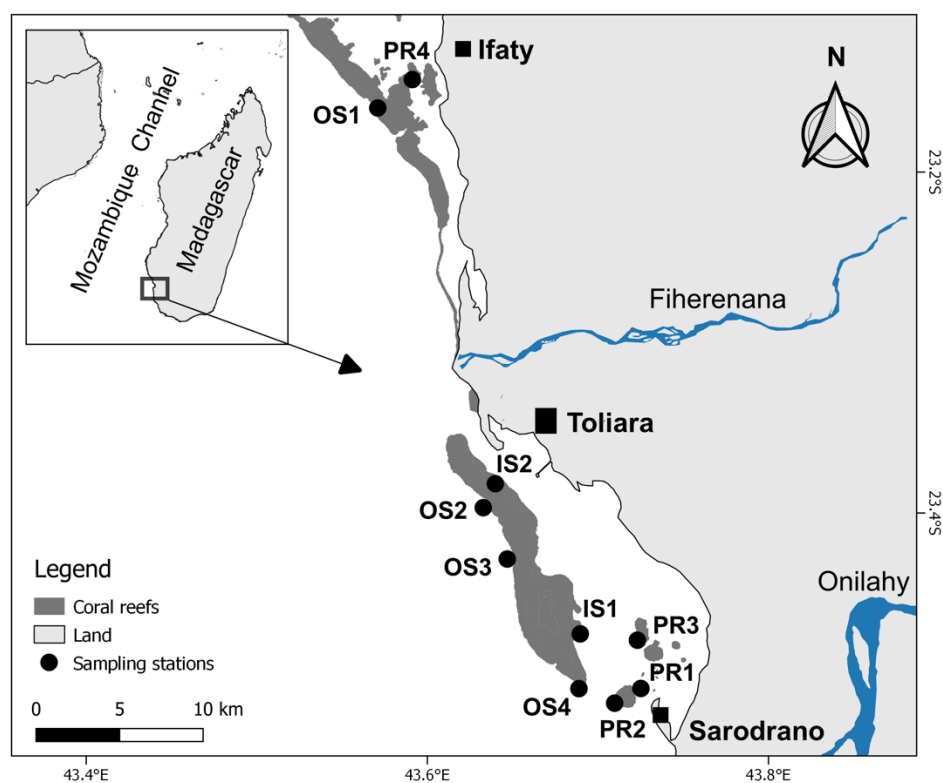 PR4
Ifaty
OS1
N
Mozambique Channel
Madagascar
23.2°S
Fiherenana
Toliara
IS2
OS2
23.4°S
OS3
Onilahy
IS1
PR3
PR1
OS4
PR2
Sarodrano
Legend
Coral reefs
Land
Sampling stations
0 5 10 km
43.4°E 43.6°E 43.8°E